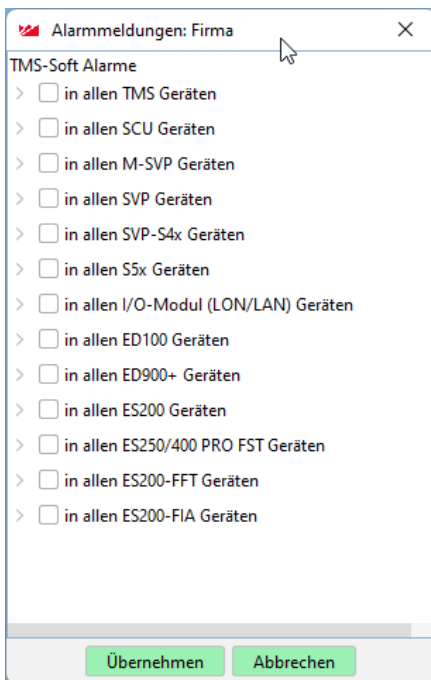 Alarmmeldungen: Firma
TMS-Soft Alarme
in allen TMS Geräten
in allen SCU Geräten
in allen M-SVP Geräten
in allen SVP Geräten
in allen SVP-S4x Geräten
in allen S5x Geräten
in allen I/O-Modul (LON/LAN) Geräten
in allen ED100 Geräten
in allen ED900+ Geräten
in allen ES200 Geräten
in allen ES250/400 PRO FST Geräten
in allen ES200-FFT Geräten
in allen ES200-FIA Geräten
Übernehmen Abbrechen